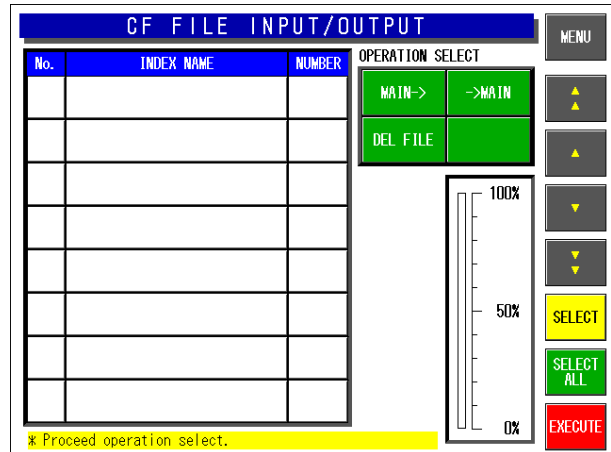 CF FILE INPUT/OUTPUT
MENU
No. INDEX NAME NUMBER
OPERATION SELECT
MAIN-> ->MAIN
DEL FILE
100%
50%
0%
SELECT
SELECT
ALL
EXECUTE
* Proceed operation select.